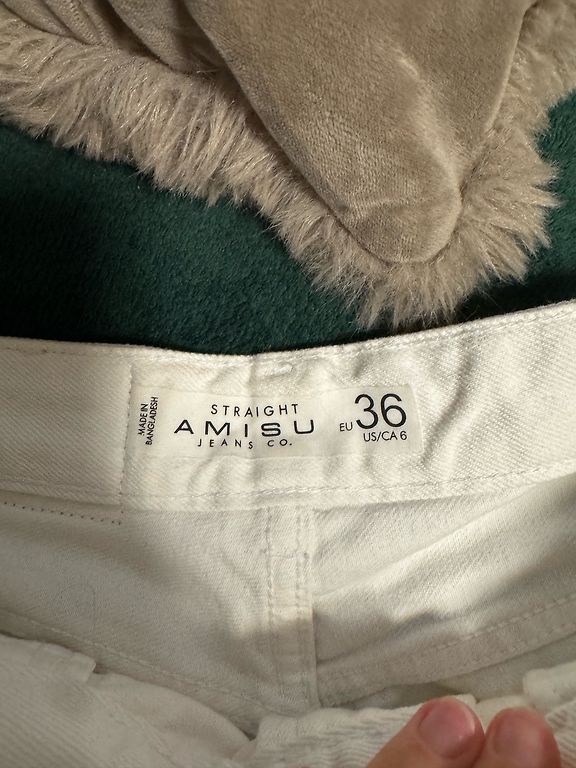 MADE IN
BANGLADESH
STRAIGHT
AMISU
JEANS CO.
EU 36
US/CA 6